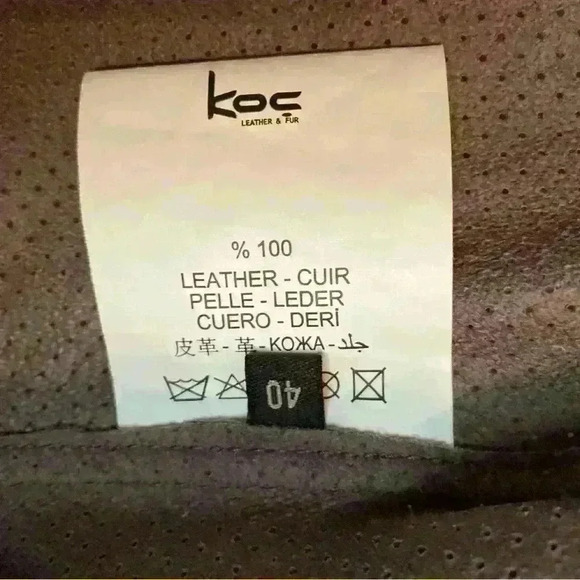 koç
LEATHER & FUR
% 100
LEATHER - CUIR
PELLE - LEDER
CUERO - DERİ
皮革 - 革 - КОЖА - جلد
40